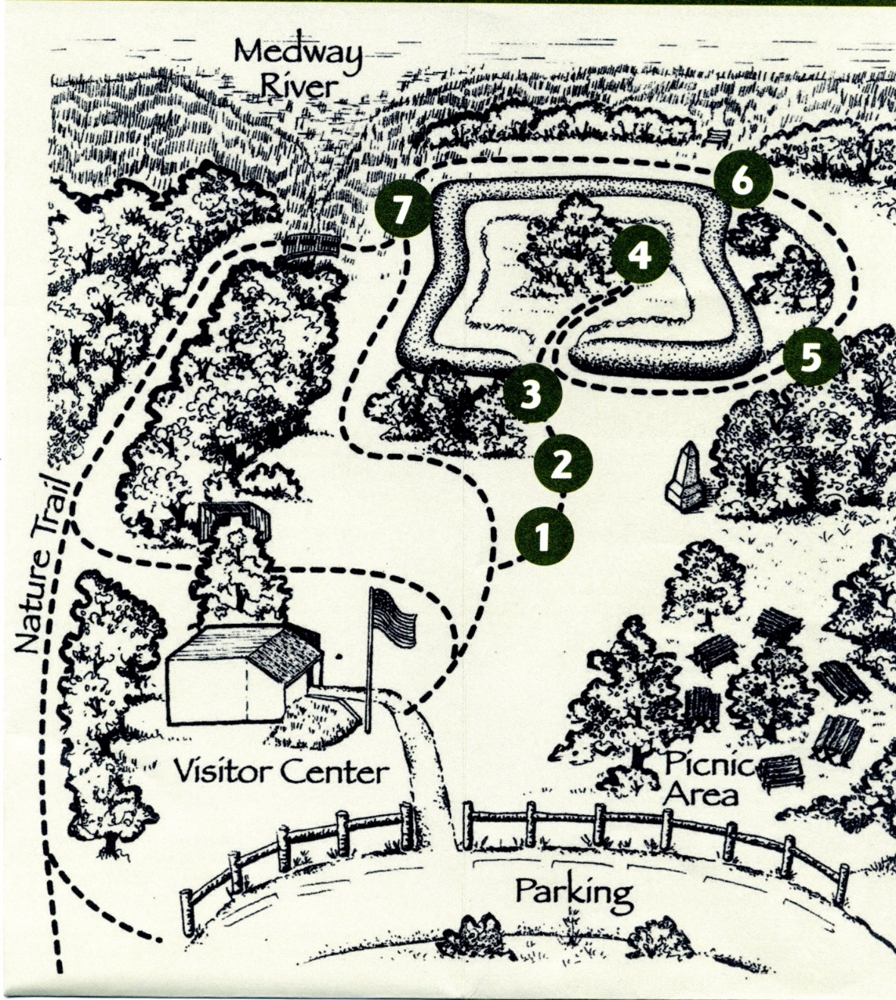 Medway
River
6
7
4
5
3
2
1
Nature Trail
Visitor Center
Picnic
Area
Parking